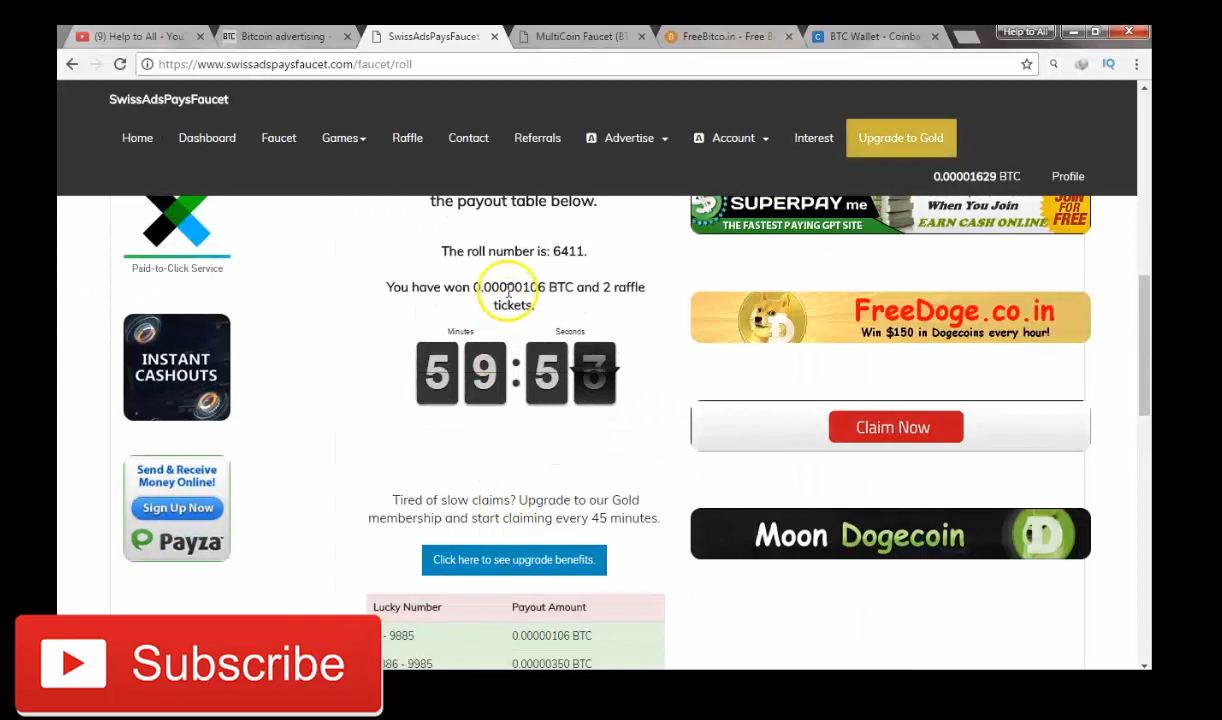 (9) Help to All - You
Bitcoin advertising -
SwissAdsPaysFaucet
MultiCoin Faucet (BT
FreeBitco.in - Free B
BTC Wallet - Coinba
Help to All
https://www.swissadspaysfaucet.com/faucet/roll
SwissAdsPaysFaucet
Home
Dashboard
Faucet
Games
Raffle
Contact
Referrals
Advertise
Account
Interest
Upgrade to Gold
0.00001629 BTC
Profile
Paid-to-Click Service
INSTANT
CASHOUTS
Send & Receive
Money Online!
Sign Up Now
Payza
the payout table below.
The roll number is: 6411.
You have won 0.00000106 BTC and 2 raffle
tickets.
Minutes
Seconds
59:5
Tired of slow claims? Upgrade to our Gold
membership and start claiming every 45 minutes.
Click here to see upgrade benefits.
Lucky Number
Payout Amount
- 9885
0.00000106 BTC
86 - 9985
0.00000350 BTC
SUPERPAY me
THE FASTEST PAYING GPT SITE
When You Join
EARN CASH ONLINE
JOIN
FOR
FREE
FreeDoge.co.in
Win $150 in Dogecoins every hour!
Claim Now
Moon Dogecoin
Subscribe